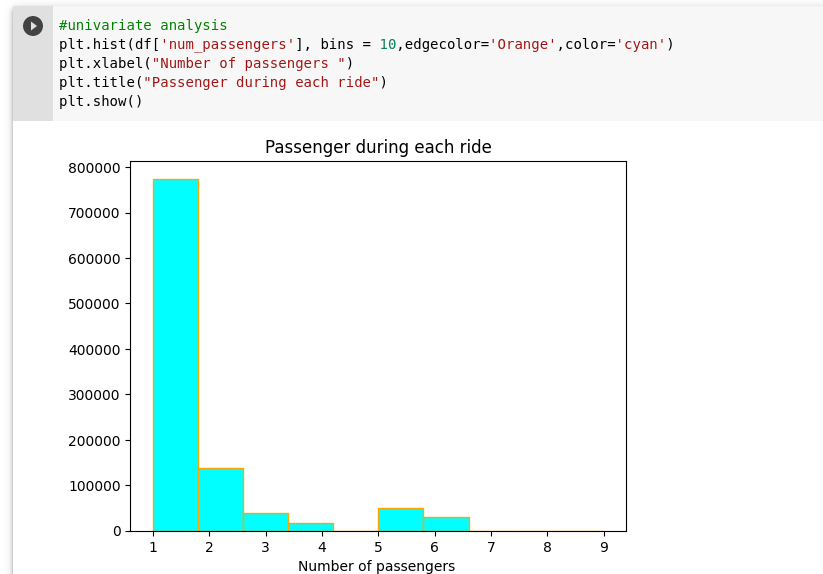 #univariate analysis
plt.hist(df['num_passengers'], bins = 10,edgecolor='Orange',color='cyan')
plt.xlabel("Number of passengers ")
plt.title("Passenger during each ride")
plt.show()
Passenger during each ride
800000
700000
600000
500000
400000
300000
200000
100000
0
1 2 3 4 5 6 7 8 9
Number of passengers